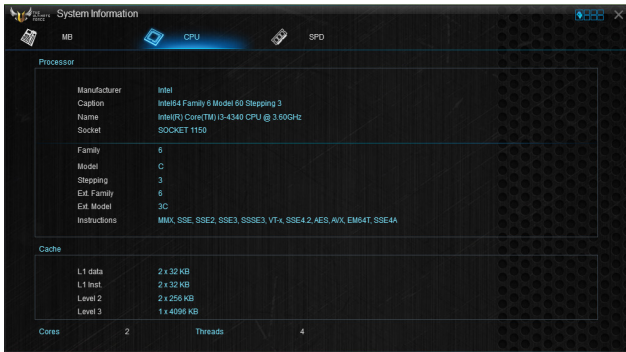 THE ULTIMATE FORCE System Information
MB CPU SPD
Processor
Manufacturer Intel
Caption Intel64 Family 6 Model 60 Stepping 3
Name Intel(R) Core(TM) i3-4340 CPU @ 3.60GHz
Socket SOCKET 1150
Family 6
Model C
Stepping 3
Ext. Family 6
Ext. Model 3C
Instructions MMX, SSE, SSE2, SSE3, SSSE3, VT-x, SSE4.2, AES, AVX, EM64T, SSE4A
Cache
L1 data 2 x 32 KB
L1 Inst. 2 x 32 KB
Level 2 2 x 256 KB
Level 3 1 x 4096 KB
Cores 2 Threads 4